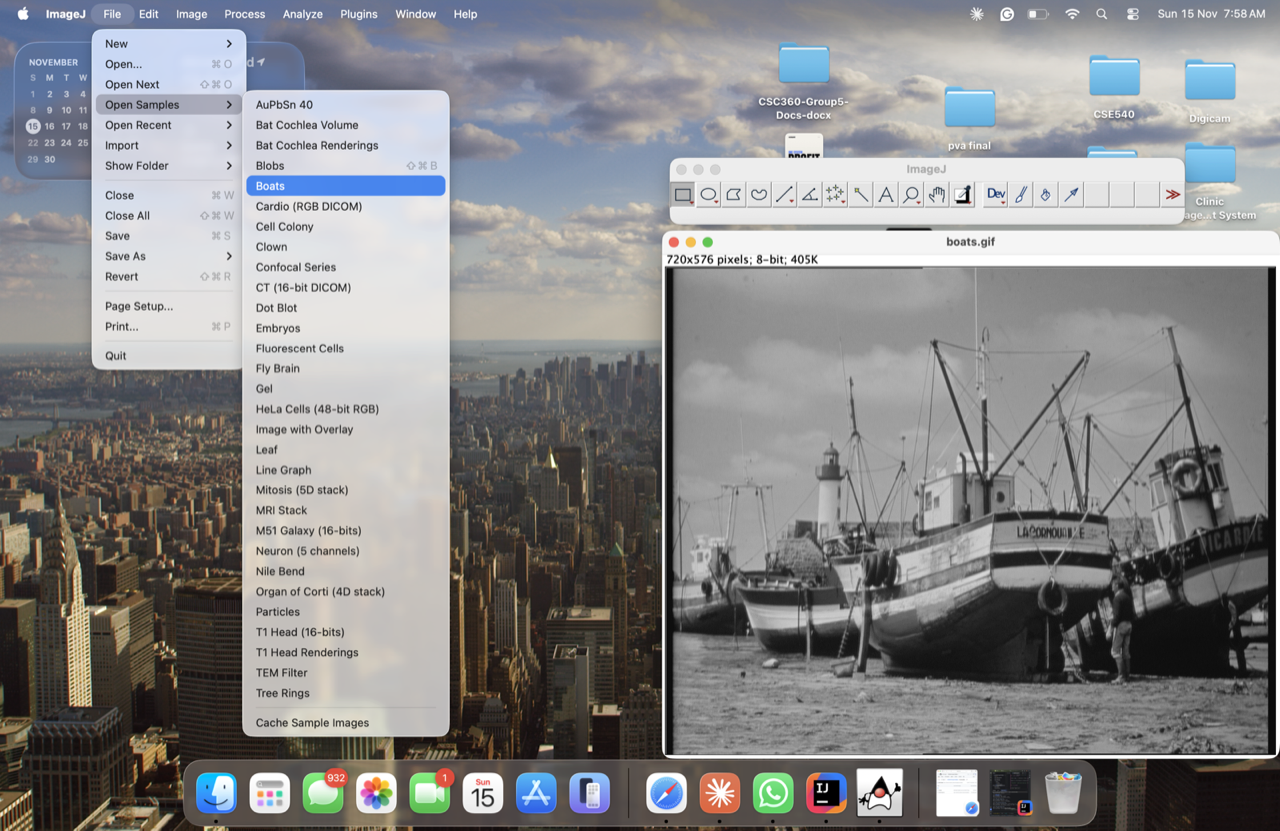 ImageJ File Edit Image Process Analyze Plugins Window Help
Sun 15 Nov 7:58 AM
New
Open... ⌘ O
Open Next ⇧ ⌘ O
Open Samples
Open Recent
Import
Show Folder
Close ⌘ W
Close All ⇧ ⌘ W
Save ⌘ S
Save As
Revert ⇧ ⌘ R
Page Setup...
Print... ⌘ P
Quit
NOVEMBER
S M T W
1 2 3 4
8 9 10 11
15 16 17 18
22 23 24 25
29 30
AuPbSn 40
Bat Cochlea Volume
Bat Cochlea Renderings
Blobs ⇧ ⌘ B
Boats
Cardio (RGB DICOM)
Cell Colony
Clown
Confocal Series
CT (16-bit DICOM)
Dot Blot
Embryos
Fluorescent Cells
Fly Brain
Gel
HeLa Cells (48-bit RGB)
Image with Overlay
Leaf
Line Graph
Mitosis (5D stack)
MRI Stack
M51 Galaxy (16-bits)
Neuron (5 channels)
Nile Bend
Organ of Corti (4D stack)
Particles
T1 Head (16-bits)
T1 Head Renderings
TEM Filter
Tree Rings
Cache Sample Images
CSC360-Group5-
Docs-docx
pva final
CSE540
Digicam
Clinic
age...t System
PROFIT
ImageJ
Dev
boats.gif
720x576 pixels; 8-bit; 405K
932
1
Sun
15
IJ